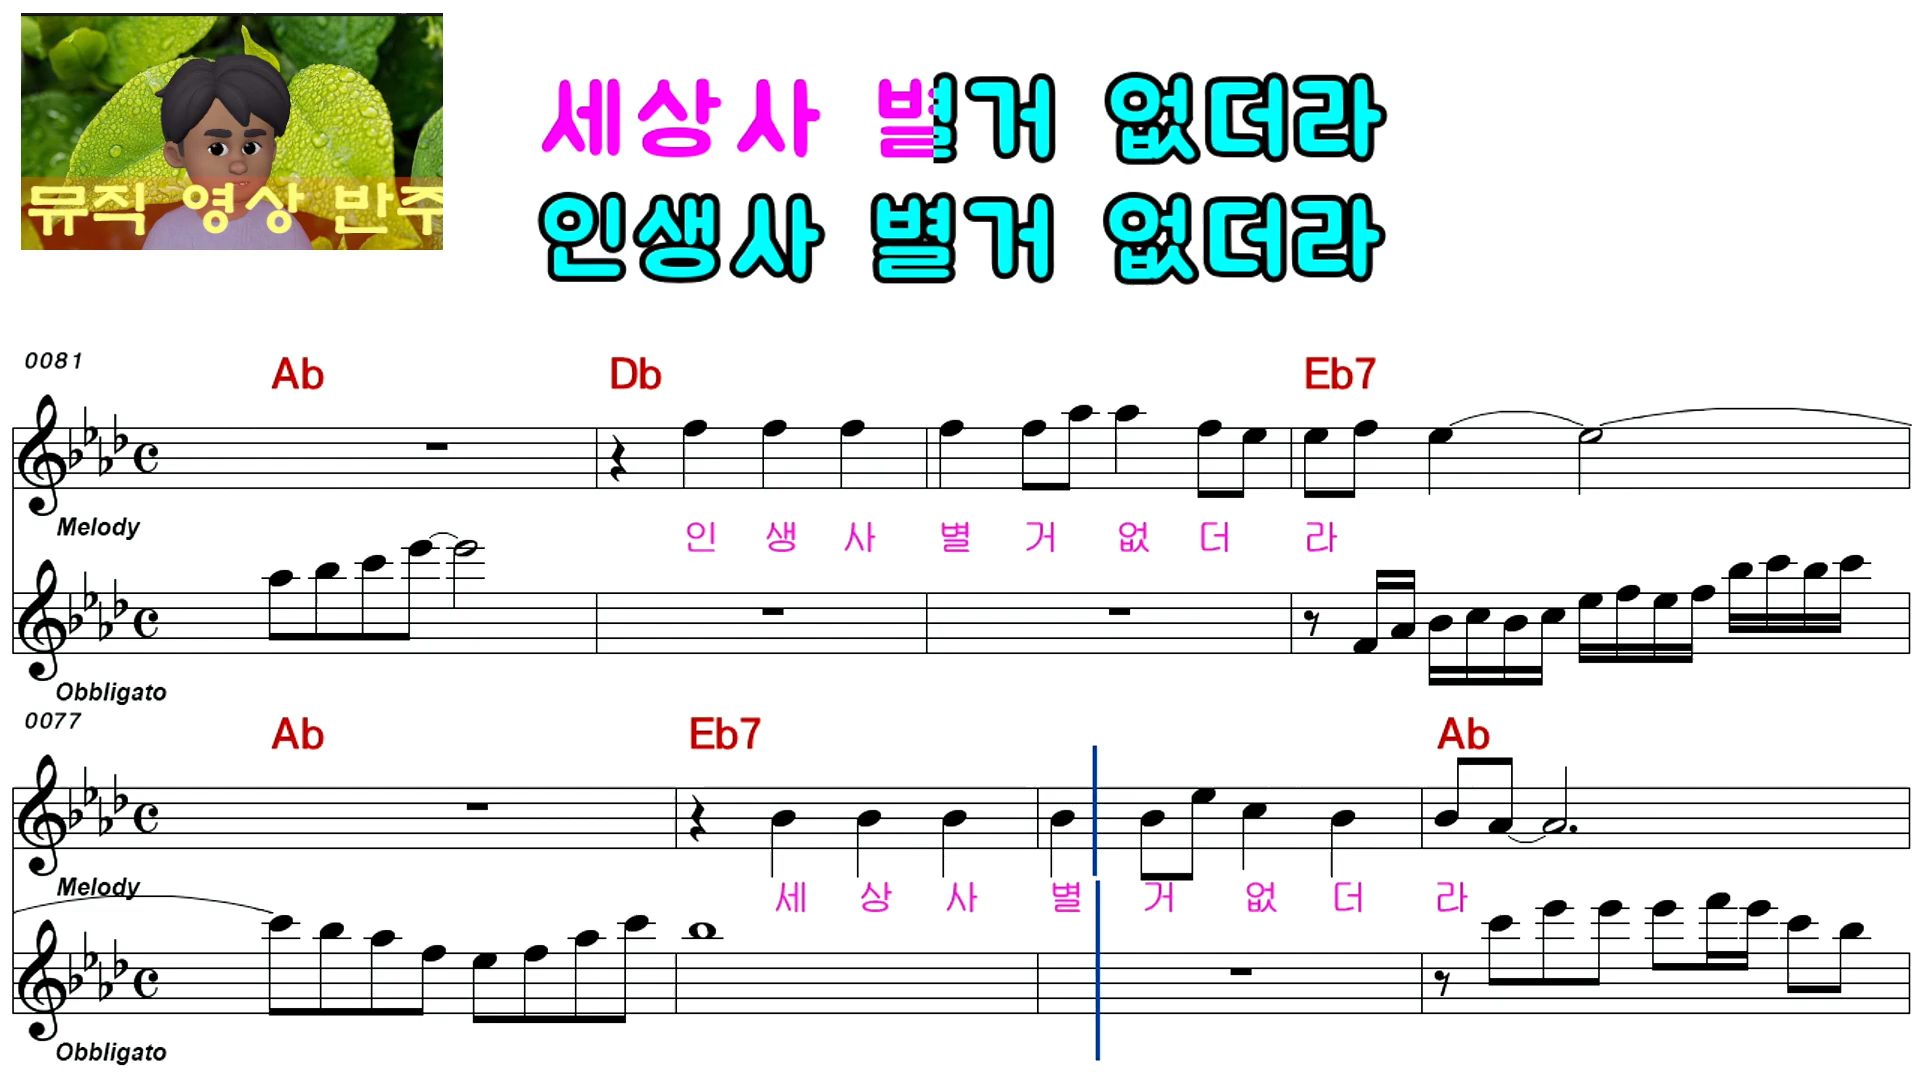 뮤직 영상 반주
세상사 별거 없더라
인생사 별거 없더라
0081
Ab Db Eb7
Melody
인 생 사 별 거 없 더 라
Obbligato
0077
Ab Eb7 Ab
Melody
세 상 사 별 거 없 더 라
Obbligato